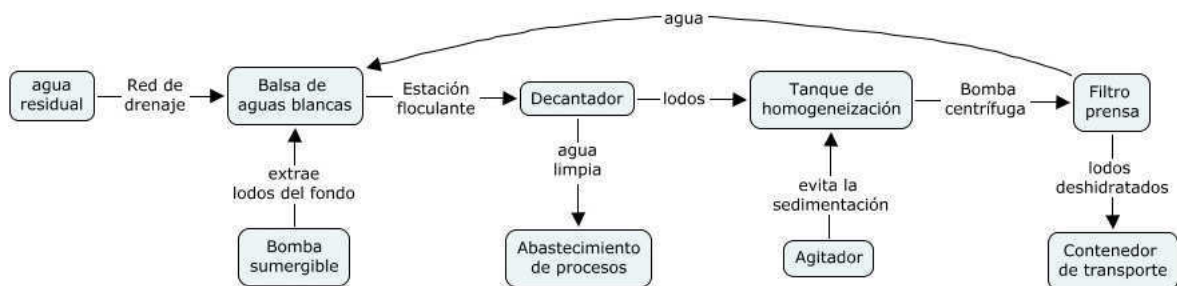 agua
agua
residual
Red de
drenaje
Balsa de
aguas blancas
Estación
floculante
Decantador
lodos
Tanque de
homogeneización
Bomba
centrífuga
Filtro
prensa
extrae
lodos del fondo
agua
limpia
evita la
sedimentación
lodos
deshidratados
Bomba
sumergible
Abastecimiento
de procesos
Agitador
Contenedor
de transporte